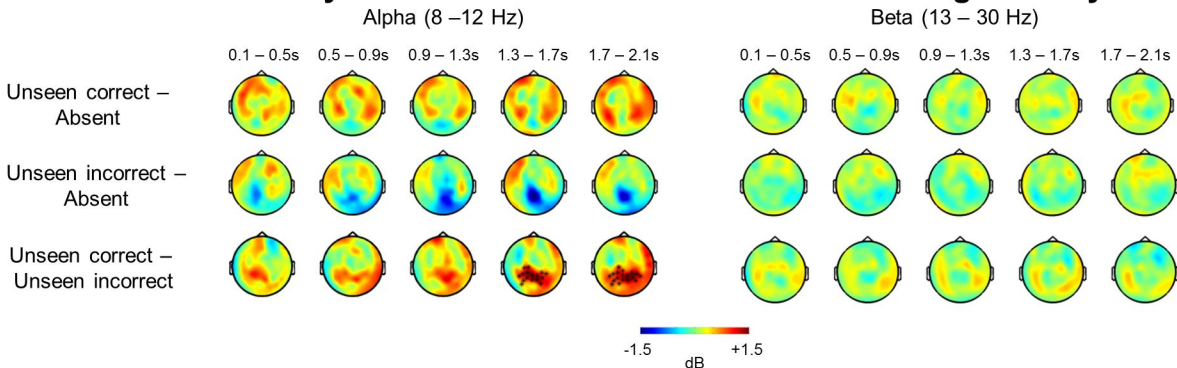 Alpha (8 –12 Hz)
Beta (13 – 30 Hz)
0.1 – 0.5s 0.5 – 0.9s 0.9 – 1.3s 1.3 – 1.7s 1.7 – 2.1s
0.1 – 0.5s 0.5 – 0.9s 0.9 – 1.3s 1.3 – 1.7s 1.7 – 2.1s
Unseen correct –
Absent
Unseen incorrect –
Absent
Unseen correct –
Unseen incorrect
-1.5 +1.5
dB